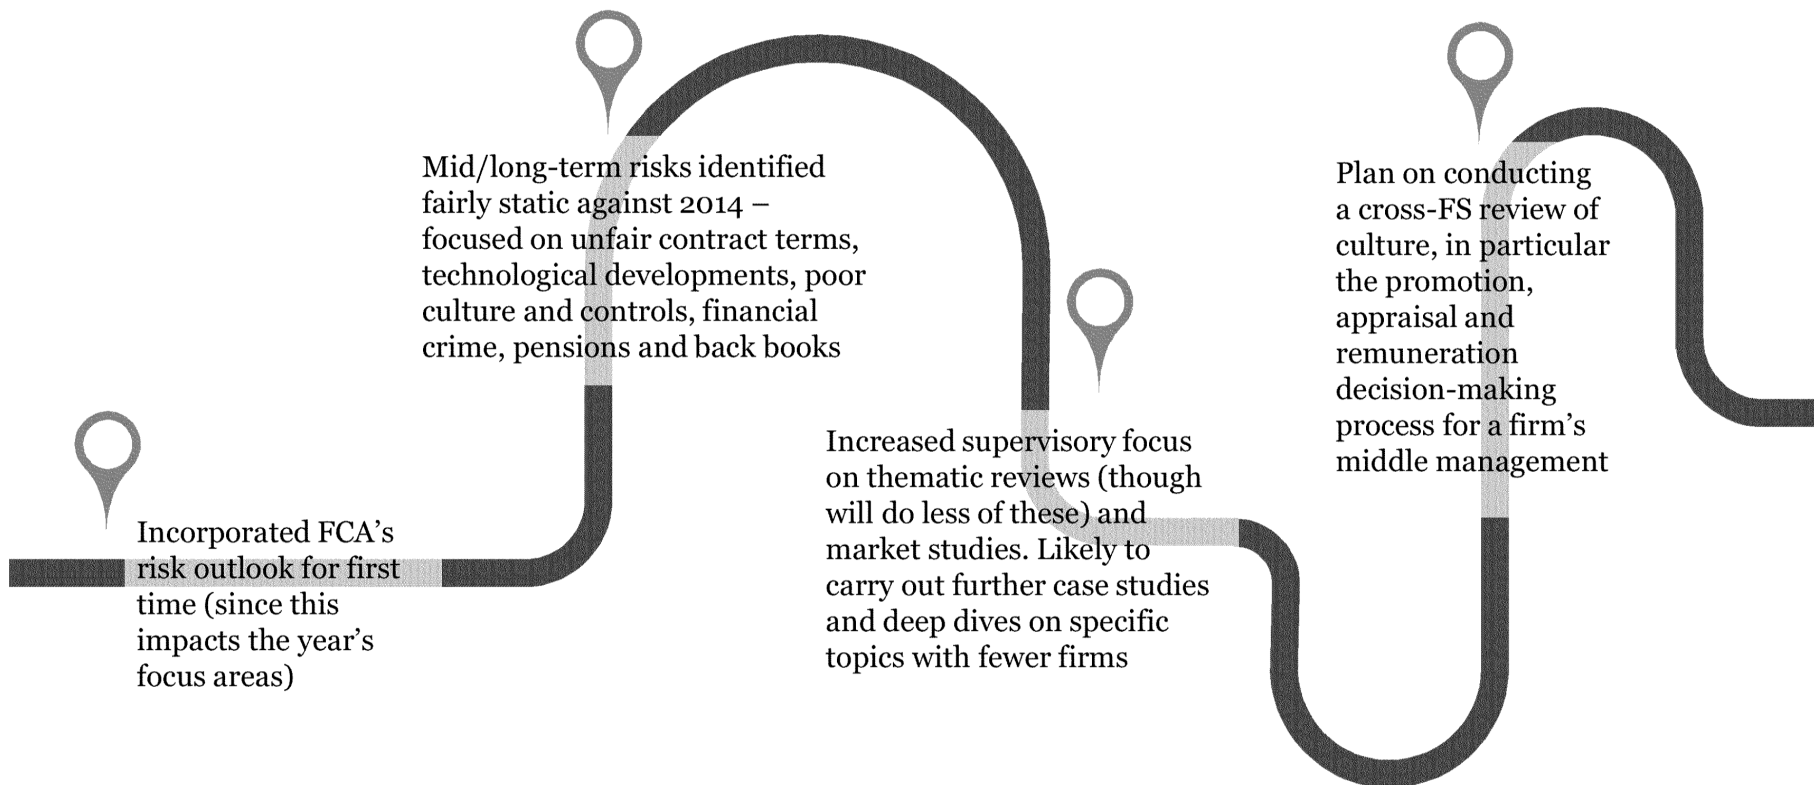 Incorporated FCA’s
risk outlook for first
time (since this
impacts the year’s
focus areas)
Mid/long-term risks identified
fairly static against 2014 –
focused on unfair contract terms,
technological developments, poor
culture and controls, financial
crime, pensions and back books
Increased supervisory focus
on thematic reviews (though
will do less of these) and
market studies. Likely to
carry out further case studies
and deep dives on specific
topics with fewer firms
Plan on conducting
a cross-FS review of
culture, in particular
the promotion,
appraisal and
remuneration
decision-making
process for a firm’s
middle management